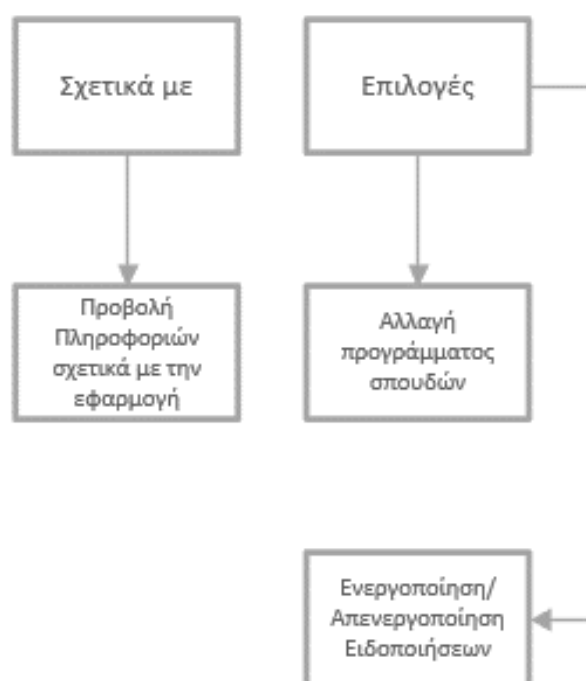 Σχετικά με
Επιλογές
Προβολή
Πληροφοριών
σχετικά με την
εφαρμογή
Αλλαγή
προγράμματος
σπουδών
Ενεργοποίηση/
Απενεργοποίηση
Ειδοποιήσεων